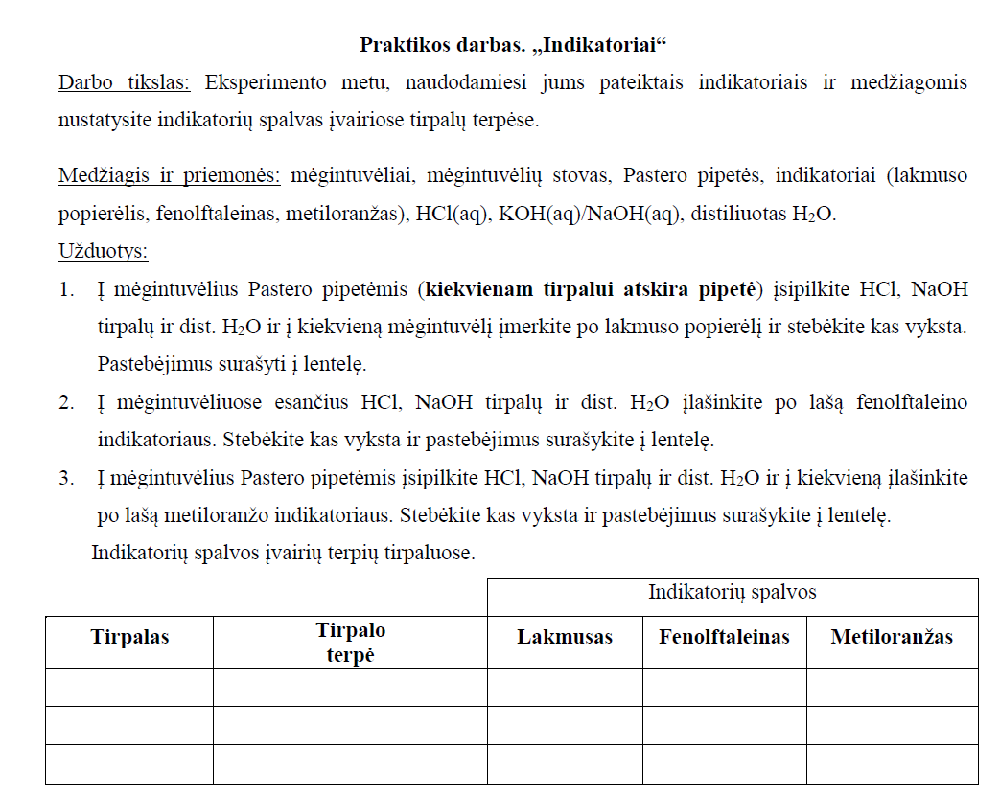 Praktikos darbas. „Indikatoriai“
Darbo tikslas: Eksperimento metu, naudodamiesi jums pateiktais indikatoriais ir medžiagomis
nustatysite indikatorių spalvas įvairiose tirpalų terpėse.
Medžiagis ir priemonės: mėgintuvėliai, mėgintuvėlių stovas, Pastero pipetės, indikatoriai (lakmuso
popierėlis, fenolftaleinas, metiloranžas), HCl(aq), KOH(aq)/NaOH(aq), distiliuotas H2O.
Užduotys:
1. Į mėgintuvėlius Pastero pipetėmis (kiekvienam tirpalui atskira pipetė) įsipilkite HCl, NaOH
tirpalų ir dist. H2O ir į kiekvieną mėgintuvėlį įmerkite po lakmuso popierėlį ir stebėkite kas vyksta.
Pastebėjimus surašyti į lentelę.
2. Į mėgintuvėliuose esančius HCl, NaOH tirpalų ir dist. H2O įlašinkite po lašą fenolftaleino
indikatoriaus. Stebėkite kas vyksta ir pastebėjimus surašykite į lentelę.
3. Į mėgintuvėlius Pastero pipetėmis įsipilkite HCl, NaOH tirpalų ir dist. H2O ir į kiekvieną įlašinkite
po lašą metiloranžo indikatoriaus. Stebėkite kas vyksta ir pastebėjimus surašykite į lentelę.
Indikatorių spalvos įvairių terpių tirpaluose.
Indikatorių spalvos
Tirpalas Tirpalo terpė Lakmusas Fenolftaleinas Metiloranžas